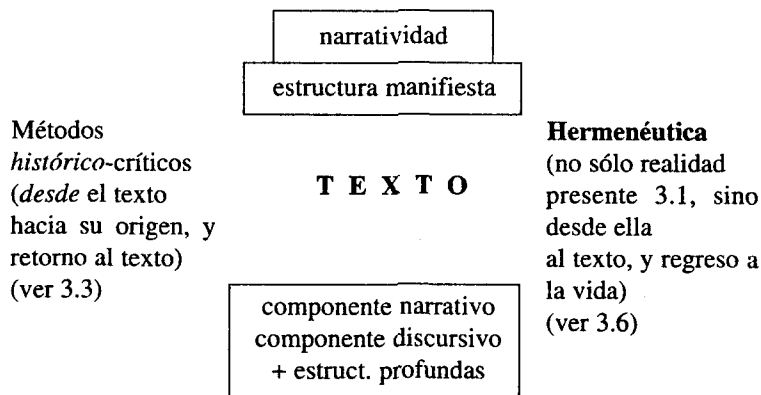 narratividad
estructura manifiesta
Métodos
histórico-críticos
(desde el texto
hacia su origen, y
retorno al texto)
(ver 3.3)
T E X T O
Hermenéutica
(no sólo realidad
presente 3.1, sino
desde ella
al texto, y regreso a
la vida)
(ver 3.6)
componente narrativo
componente discursivo
+ estruct. profundas